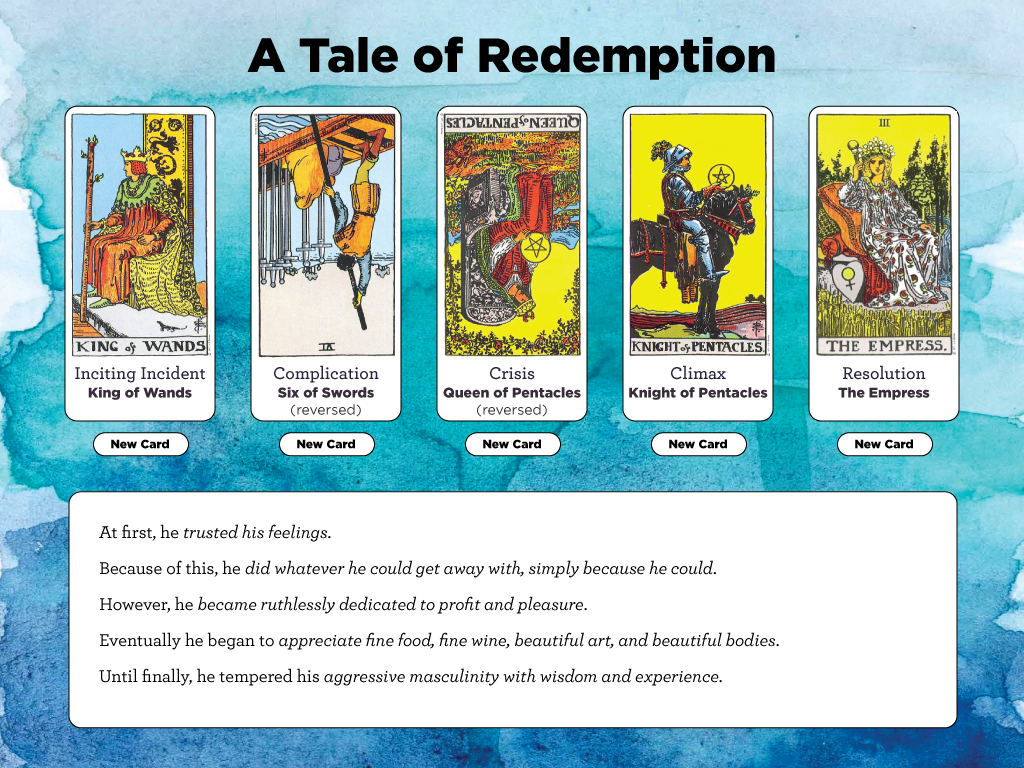 A Tale of Redemption
KING of WANDS.
VI
QUEEN of PENTACLES
KNIGHT of PENTACLES.
III
THE EMPRESS.
Inciting Incident
King of Wands
Complication
Six of Swords
(reversed)
Crisis
Queen of Pentacles
(reversed)
Climax
Knight of Pentacles
Resolution
The Empress
New Card
New Card
New Card
New Card
New Card
At first, he trusted his feelings.
Because of this, he did whatever he could get away with, simply because he could.
However, he became ruthlessly dedicated to profit and pleasure.
Eventually he began to appreciate fine food, fine wine, beautiful art, and beautiful bodies.
Until finally, he tempered his aggressive masculinity with wisdom and experience.